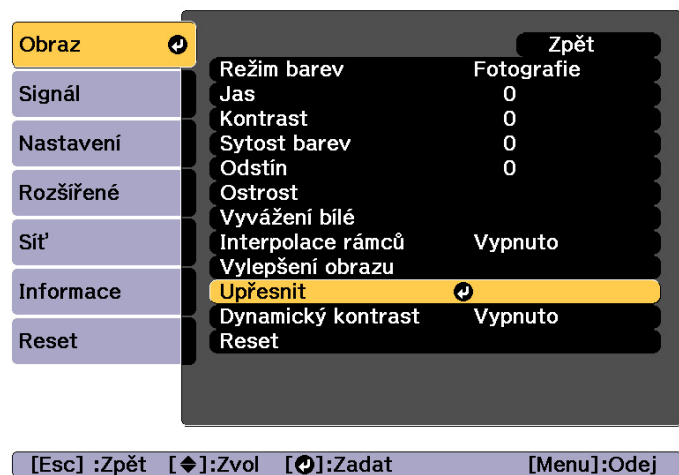 Obraz
Signál
Nastavení
Rozšířené
Síť
Informace
Reset
Zpět
Režim barev Fotografie
Jas 0
Kontrast 0
Sytost barev 0
Odstín 0
Ostrost
Vyvážení bílé
Interpolace rámců Vypnuto
Vylepšení obrazu
Upřesnit
Dynamický kontrast Vypnuto
Reset
[Esc] :Zpět [◆]:Zvol [↵]:Zadat [Menu]:Odej